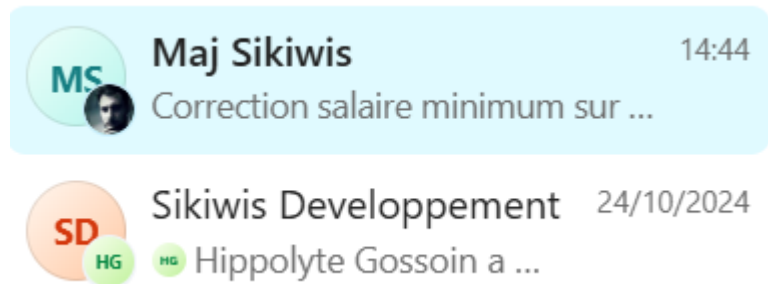 Maj Sikiwis 14:44
MS
Correction salaire minimum sur ...
Sikiwis Developpement 24/10/2024
SD
HG
HG Hippolyte Gossoin a ...